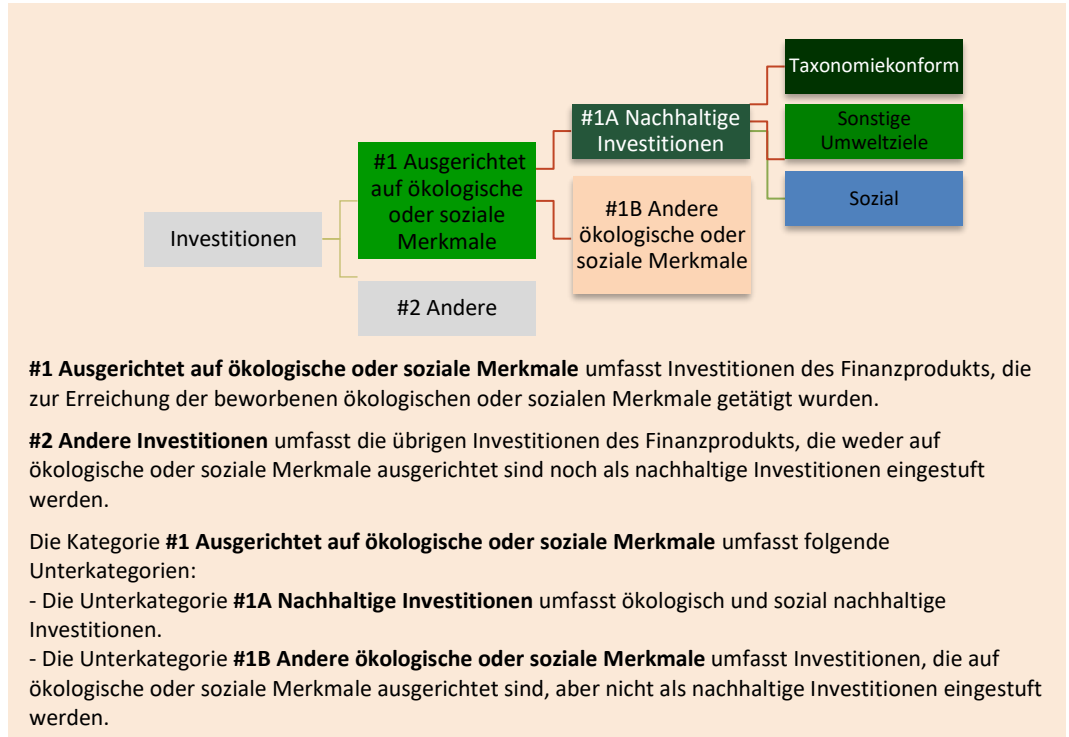 Taxonomiekonform
#1A Nachhaltige
Investitionen
Sonstige
Umweltziele
#1 Ausgerichtet
auf ökologische
oder soziale
Merkmale
Sozial
#1B Andere
ökologische oder
soziale Merkmale
Investitionen
#2 Andere
#1 Ausgerichtet auf ökologische oder soziale Merkmale umfasst Investitionen des Finanzprodukts, die
zur Erreichung der beworbenen ökologischen oder sozialen Merkmale getätigt wurden.
#2 Andere Investitionen umfasst die übrigen Investitionen des Finanzprodukts, die weder auf
ökologische oder soziale Merkmale ausgerichtet sind noch als nachhaltige Investitionen eingestuft
werden.
Die Kategorie #1 Ausgerichtet auf ökologische oder soziale Merkmale umfasst folgende
Unterkategorien:
- Die Unterkategorie #1A Nachhaltige Investitionen umfasst ökologisch und sozial nachhaltige
Investitionen.
- Die Unterkategorie #1B Andere ökologische oder soziale Merkmale umfasst Investitionen, die auf
ökologische oder soziale Merkmale ausgerichtet sind, aber nicht als nachhaltige Investitionen eingestuft
werden.